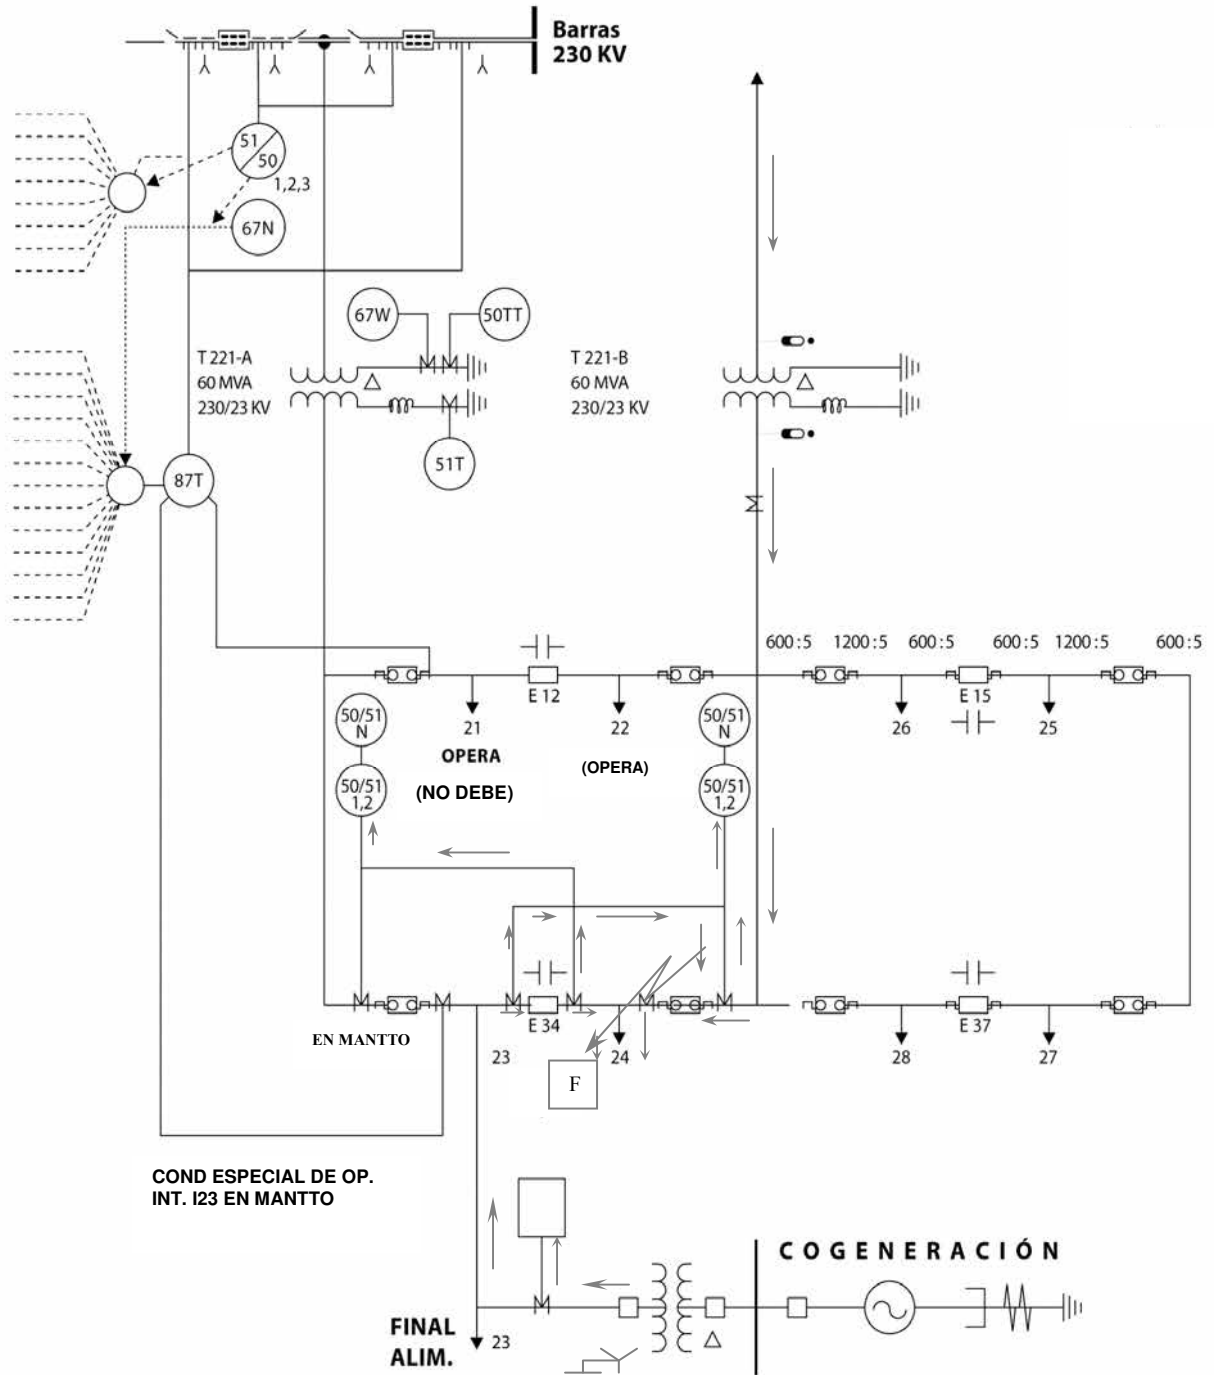 Barras
230 KV
51
50
1,2,3
67N
67W
50TT
T 221-A
60 MVA
230/23 KV
T 221-B
60 MVA
230/23 KV
51T
87T
600:5
1200:5
600:5
600:5
1200:5
600:5
E 12
E 15
50/51
N
21
22
50/51
N
26
25
OPERA
(OPERA)
50/51
1,2
(NO DEBE)
50/51
1,2
EN MANTTO
E 34
E 37
23
24
28
27
F
COND ESPECIAL DE OP.
INT. I23 EN MANTTO
COGENERACIÓN
FINAL
ALIM.
23